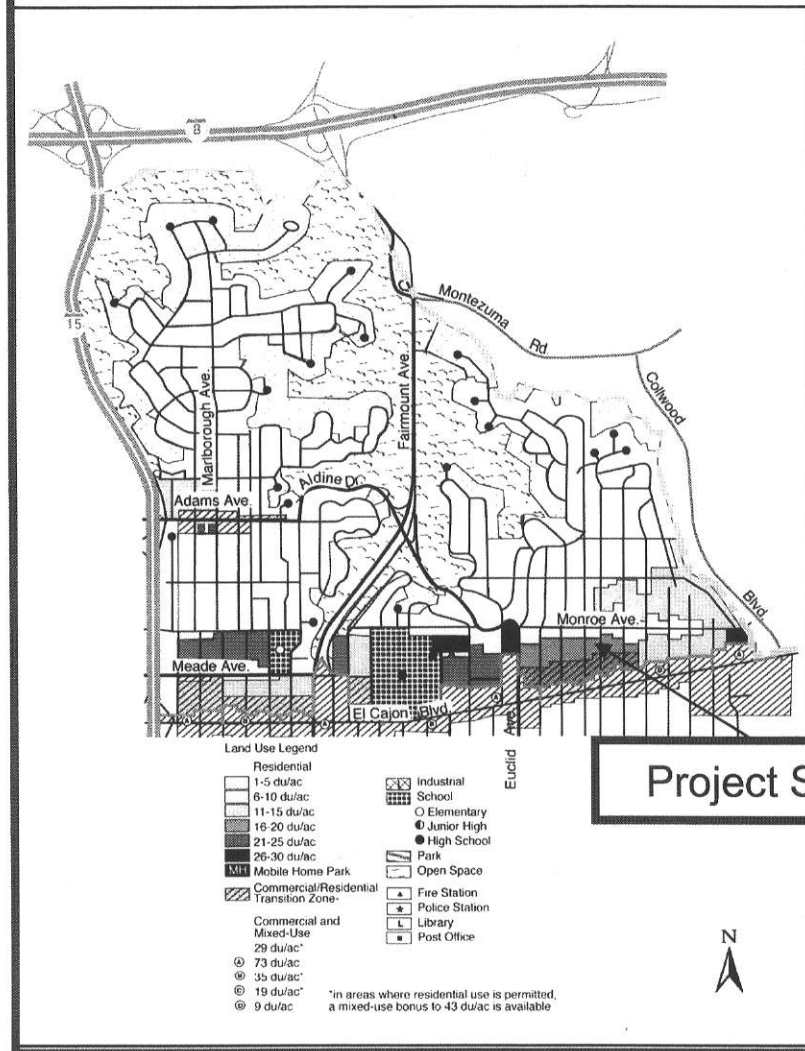 8
15
Montezuma
Rd.
Collwood
Blvd.
Fairmount Ave.
Marlborough Ave.
Aldine Dr.
Adams Ave.
Monroe Ave.
Meade Ave.
El Cajon Blvd.
Euclid Ave.
Project S
Land Use Legend
Residential
1-5 du/ac
6-10 du/ac
11-15 du/ac
16-20 du/ac
21-25 du/ac
26-30 du/ac
MH Mobile Home Park
Commercial/Residential
Transition Zone-
Commercial and
Mixed-Use
29 du/ac*
A 73 du/ac
B 35 du/ac*
C 19 du/ac*
D 9 du/ac
Industrial
School
Elementary
Junior High
High School
Park
Open Space
Fire Station
Police Station
L Library
Post Office
*in areas where residential use is permitted,
a mixed-use bonus to 43 du/ac is available
N